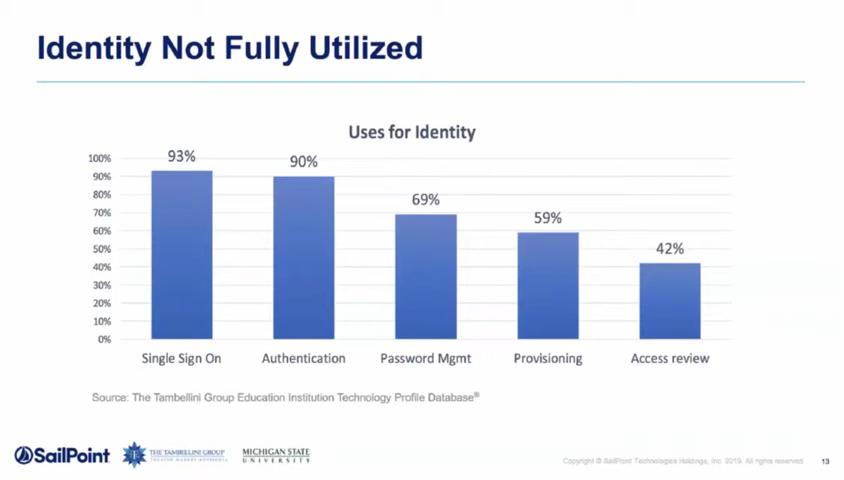 Identity Not Fully Utilized
Uses for Identity
100%
90%
80%
70%
60%
50%
40%
30%
20%
10%
0%
93%
90%
69%
59%
42%
Single Sign On
Authentication
Password Mgmt
Provisioning
Access review
Source: The Tambellini Group Education Institution Technology Profile Database®
SailPoint
THE TAMBELLINI GROUP
MICHIGAN STATE
UNIVERSITY
Copyright © SailPoint Technologies Holdings, Inc. 2019. All rights reserved.
13